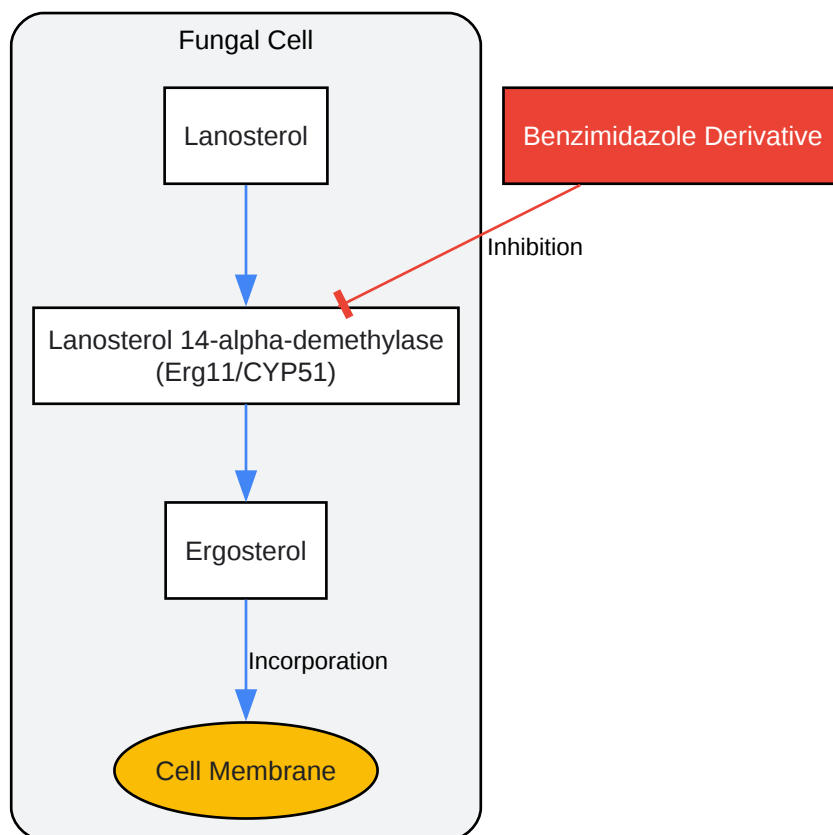 Fungal Cell
Lanosterol
Benzimidazole Derivative
Inhibition
Lanosterol 14-alpha-demethylase
(Erg11/CYP51)
Ergosterol
Incorporation
Cell Membrane